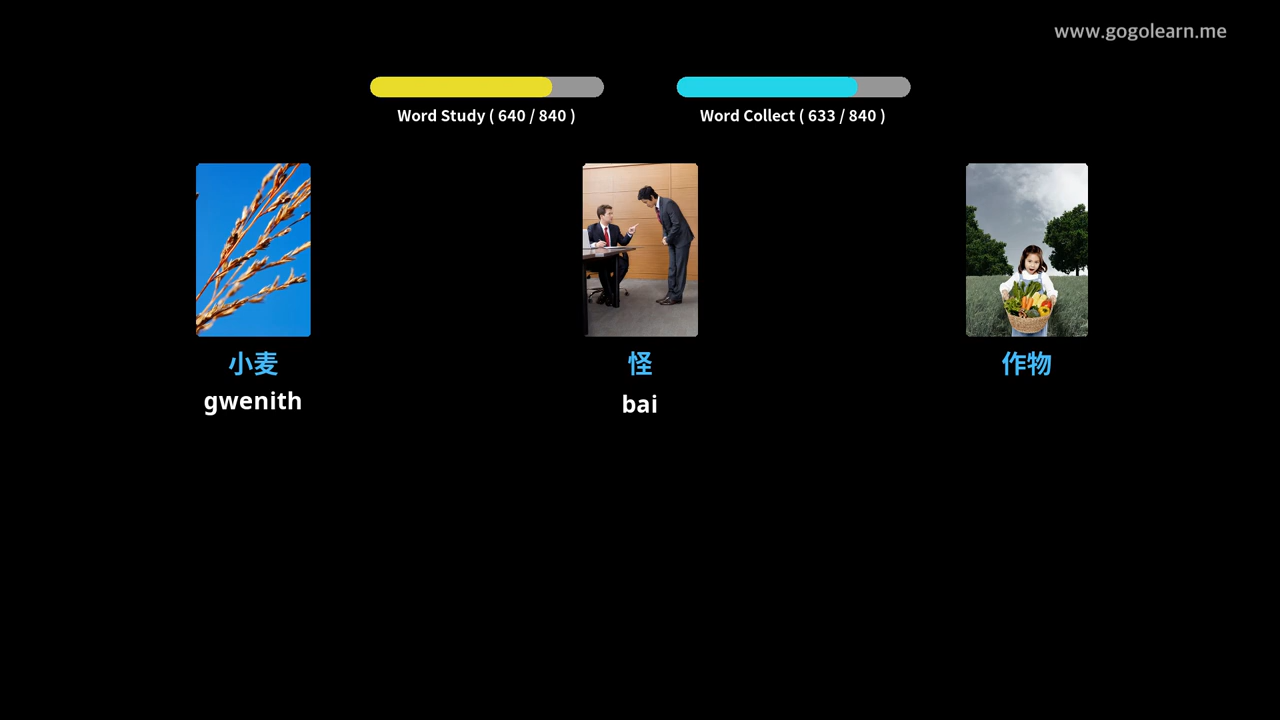 www.gogolearn.me
Word Study ( 640 / 840 )
Word Collect ( 633 / 840 )
小麦
怪
作物
gwenith
bai